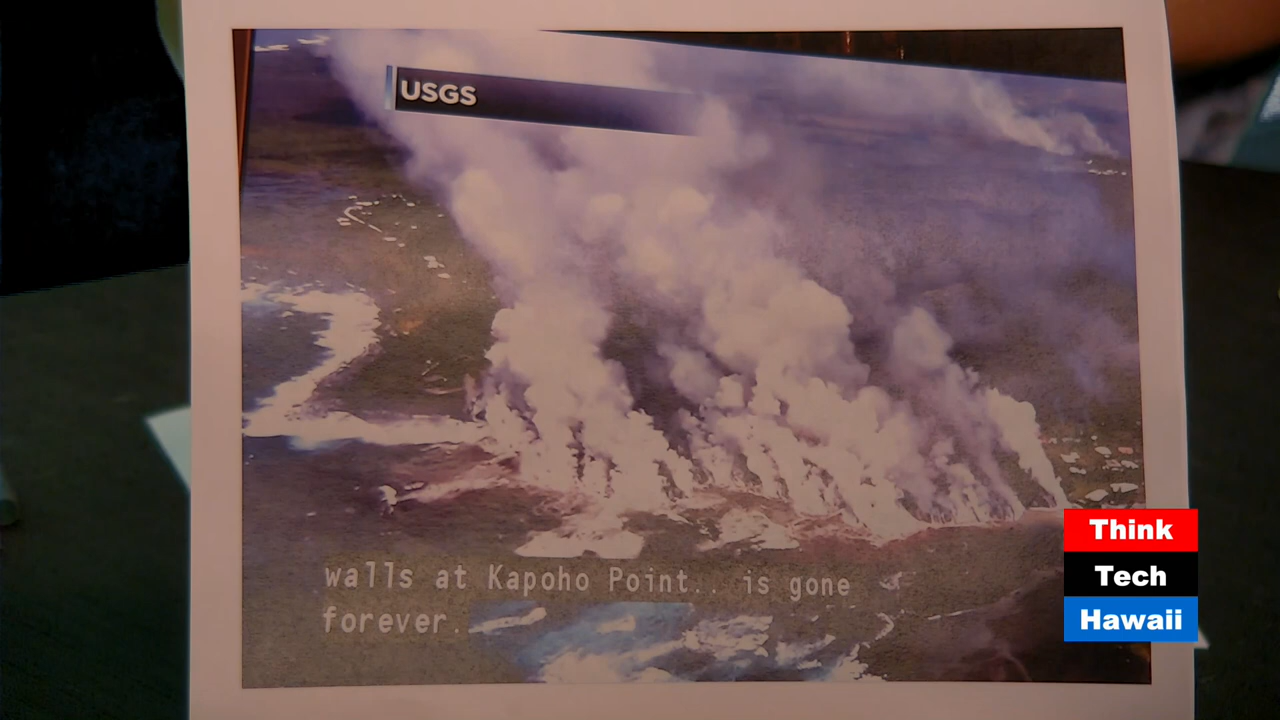 USGS
walls at Kapoho Point.. is gone
forever.
Think
Tech
Hawaii